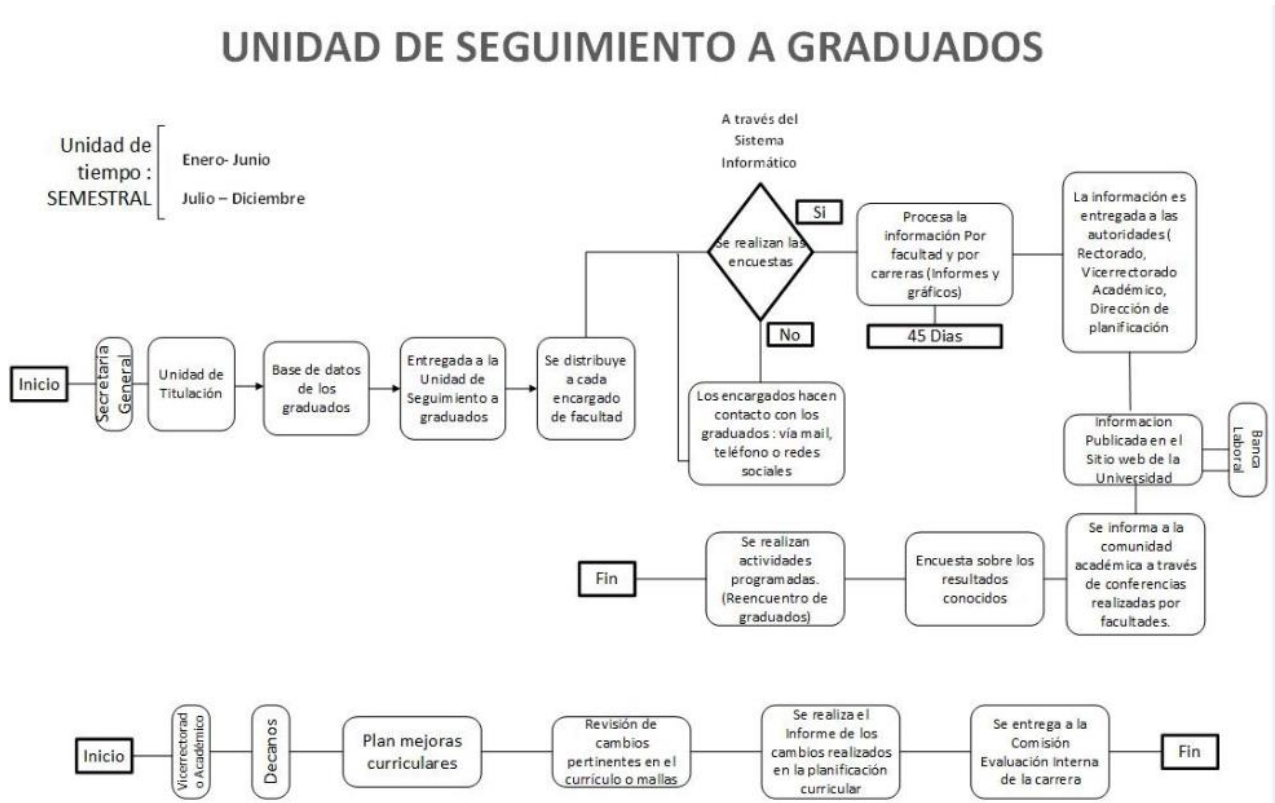 UNIDAD DE SEGUIMIENTO A GRADUADOS
Unidad de
tiempo :
SEMESTRAL
Enero- Junio
Julio – Diciembre
A través del
Sistema
Informático
Se realizan las
encuestas
Si
No
Procesa la
información Por
facultad y por
carreras (Informes y
gráficos)
45 Dias
La información es
entregada a las
autoridades (
Rectorado,
Vicerrectorado
Académico,
Dirección de
planificación
Inicio
Secretaria
General
Unidad de
Titulación
Base de datos
de los
graduados
Entregada a la
Unidad de
Seguimiento a
graduados
Se distribuye
a cada
encargado
de facultad
Los encargados hacen
contacto con los
graduados : vía mail,
teléfono o redes
sociales
Informacion
Publicada en el
Sitio web de la
Universidad
Banca
Laboral
Se informa a la
comunidad
académica a través
de conferencias
realizadas por
facultades.
Encuesta sobre los
resultados
conocidos
Se realizan
actividades
programadas.
(Reencuentro de
graduados)
Fin
Inicio
Vicerrectorad
o Académico
Decanos
Plan mejoras
curriculares
Revisión de
cambios
pertinentes en el
currículo o mallas
Se realiza el
Informe de los
cambios realizados
en la planificación
curricular
Se entrega a la
Comisión
Evaluación Interna
de la carrera
Fin